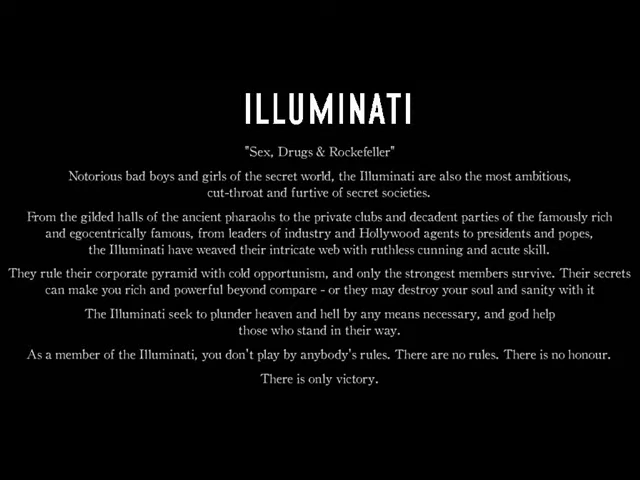 ILLUMINATI
"Sex, Drugs & Rockefeller"
Notorious bad boys and girls of the secret world, the Illuminati are also the most ambitious,
cut-throat and furtive of secret societies.
From the gilded halls of the ancient pharaohs to the private clubs and decadent parties of the famously rich
and egocentrically famous, from leaders of industry and Hollywood agents to presidents and popes,
the Illuminati have weaved their intricate web with ruthless cunning and acute skill.
They rule their corporate pyramid with cold opportunism, and only the strongest members survive. Their secrets
can make you rich and powerful beyond compare - or they may destroy your soul and sanity with it
The Illuminati seek to plunder heaven and hell by any means necessary, and god help
those who stand in their way.
As a member of the Illuminati, you don't play by anybody's rules. There are no rules. There is no honour.
There is only victory.